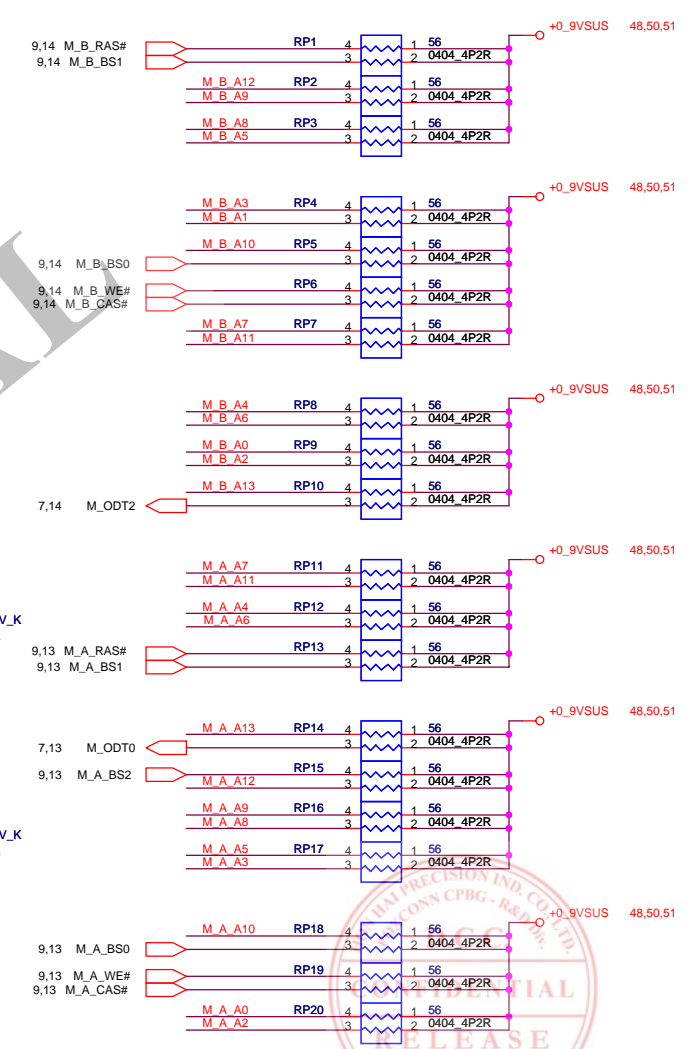 +0_9VSUS 48,50,51
9,14 M_B_RAS# RP1 4 1 56
9,14 M_B_BS1 3 2 0404_4P2R
M_B_A12 RP2 4 1 56
M_B_A9 3 2 0404_4P2R
M_B_A8 RP3 4 1 56
M_B_A5 3 2 0404_4P2R
+0_9VSUS 48,50,51
M_B_A3 RP4 4 1 56
M_B_A1 3 2 0404_4P2R
M_B_A10 RP5 4 1 56
9,14 M_B_BS0 3 2 0404_4P2R
9,14 M_B_WE# RP6 4 1 56
9,14 M_B_CAS# 3 2 0404_4P2R
M_B_A7 RP7 4 1 56
M_B_A11 3 2 0404_4P2R
+0_9VSUS 48,50,51
M_B_A4 RP8 4 1 56
M_B_A6 3 2 0404_4P2R
M_B_A0 RP9 4 1 56
M_B_A2 3 2 0404_4P2R
M_B_A13 RP10 4 1 56
7,14 M_ODT2 3 2 0404_4P2R
+0_9VSUS 48,50,51
M_A_A7 RP11 4 1 56
M_A_A11 3 2 0404_4P2R
M_A_A4 RP12 4 1 56
V_K M_A_A6 3 2 0404_4P2R
9,13 M_A_RAS# RP13 4 1 56
9,13 M_A_BS1 3 2 0404_4P2R
+0_9VSUS 48,50,51
M_A_A13 RP14 4 1 56
7,13 M_ODT0 3 2 0404_4P2R
9,13 M_A_BS2 RP15 4 1 56
M_A_A12 3 2 0404_4P2R
M_A_A9 RP16 4 1 56
M_A_A8 3 2 0404_4P2R
V_K
M_A_A5 RP17 4 1 56
M_A_A3 3 2 0404_4P2R
HAI PRECISION IND. CO., LTD.
CONN CPBG - R&D DIV.
+0_9VSUS 48,50,51
M_A_A10 RP18 4 1 56
9,13 M_A_BS0 3 2 0404_4P2R
9,13 M_A_WE# RP19 4 1 56
9,13 M_A_CAS# 3 2 0404_4P2R
CONFIDENTIAL
M_A_A0 RP20 4 1 56
M_A_A2 3 2 0404_4P2R
RELEASE